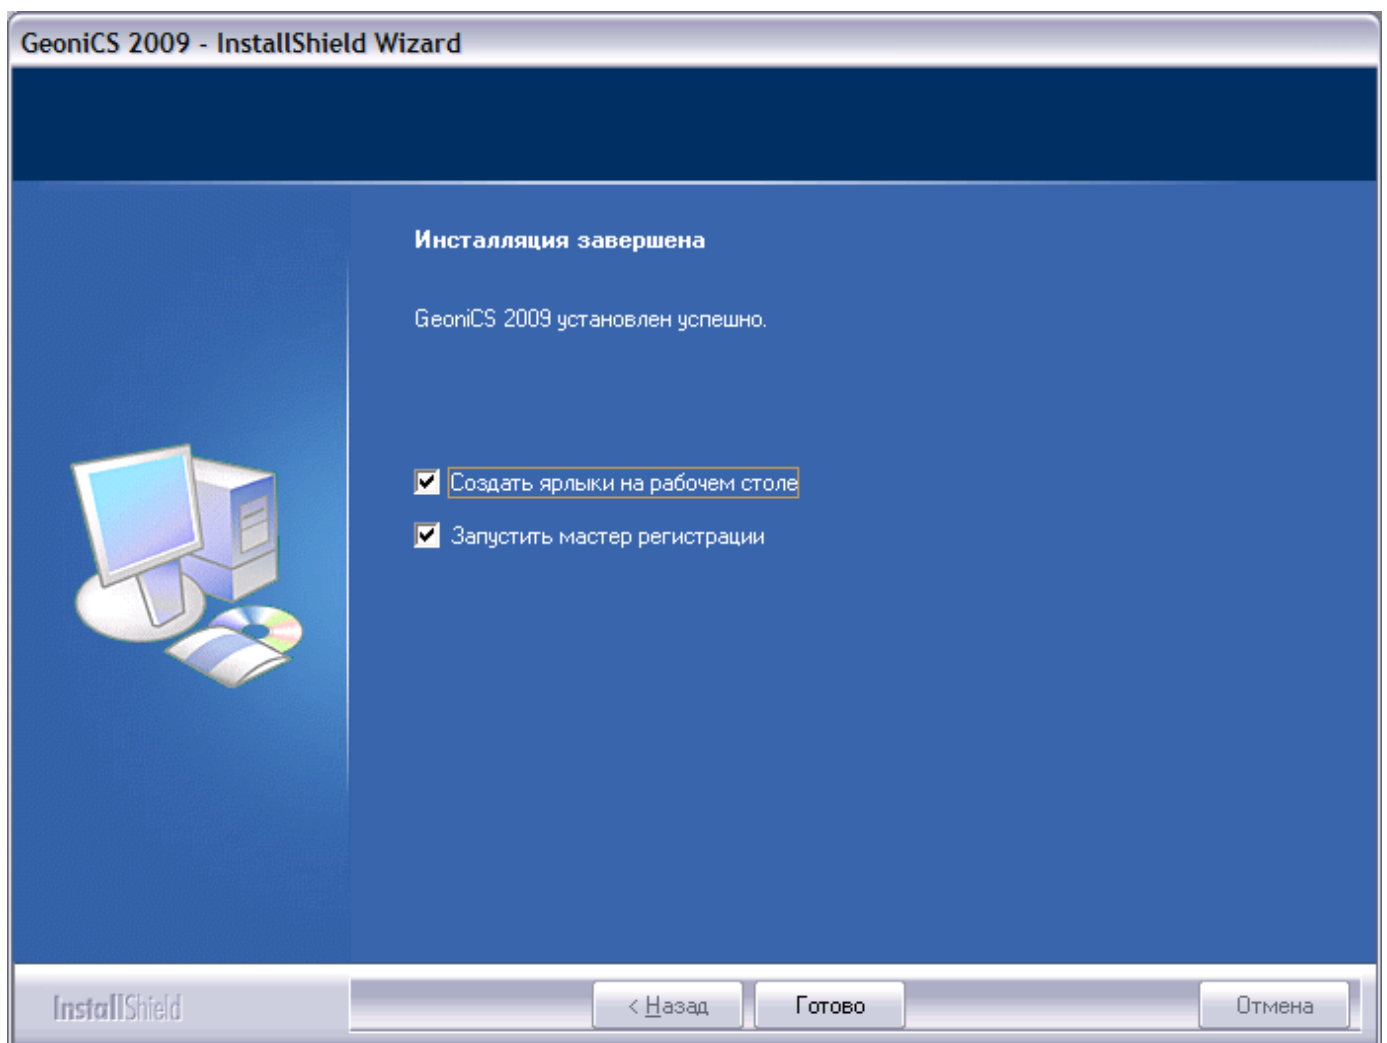 GeoniCS 2009 - InstallShield Wizard
Инсталляция завершена
GeoniCS 2009 установлен успешно.
Создать ярлыки на рабочем столе
Запустить мастер регистрации
InstallShield
< Назад
Готово
Отмена